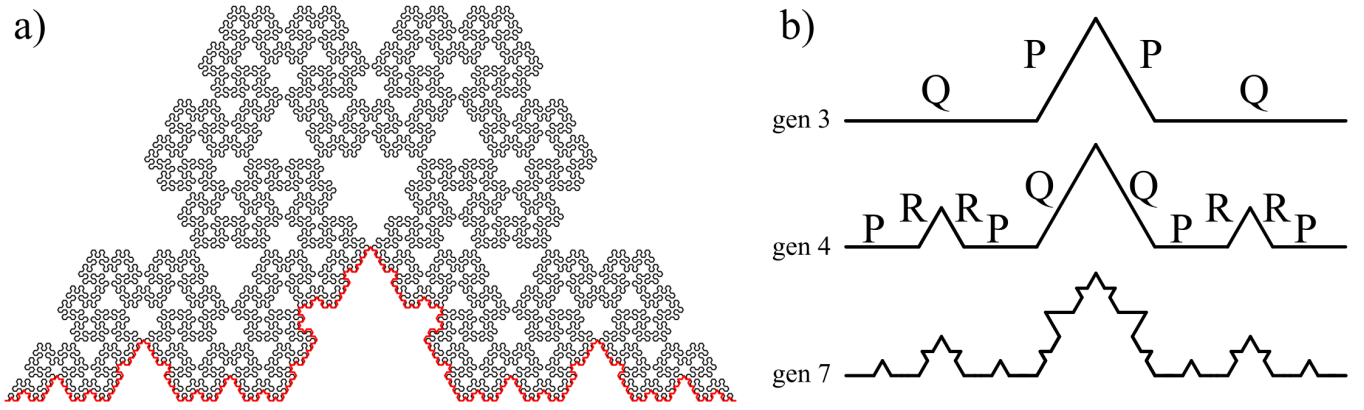 a)
b)
P P
Q Q
gen 3
Q Q
R R R R
P P P P
gen 4
gen 7